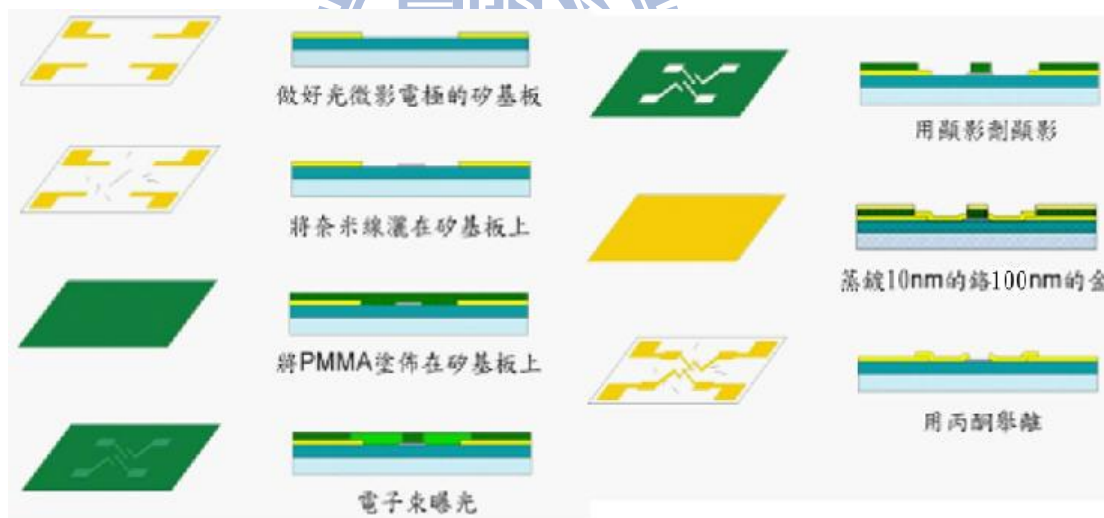 做好光微影電極的矽基板
將奈米線灑在矽基板上
將PMMA塗佈在矽基板上
電子束曝光
用顯影劑顯影
蒸鍍10nm的鉻100nm的金
用丙酮舉離